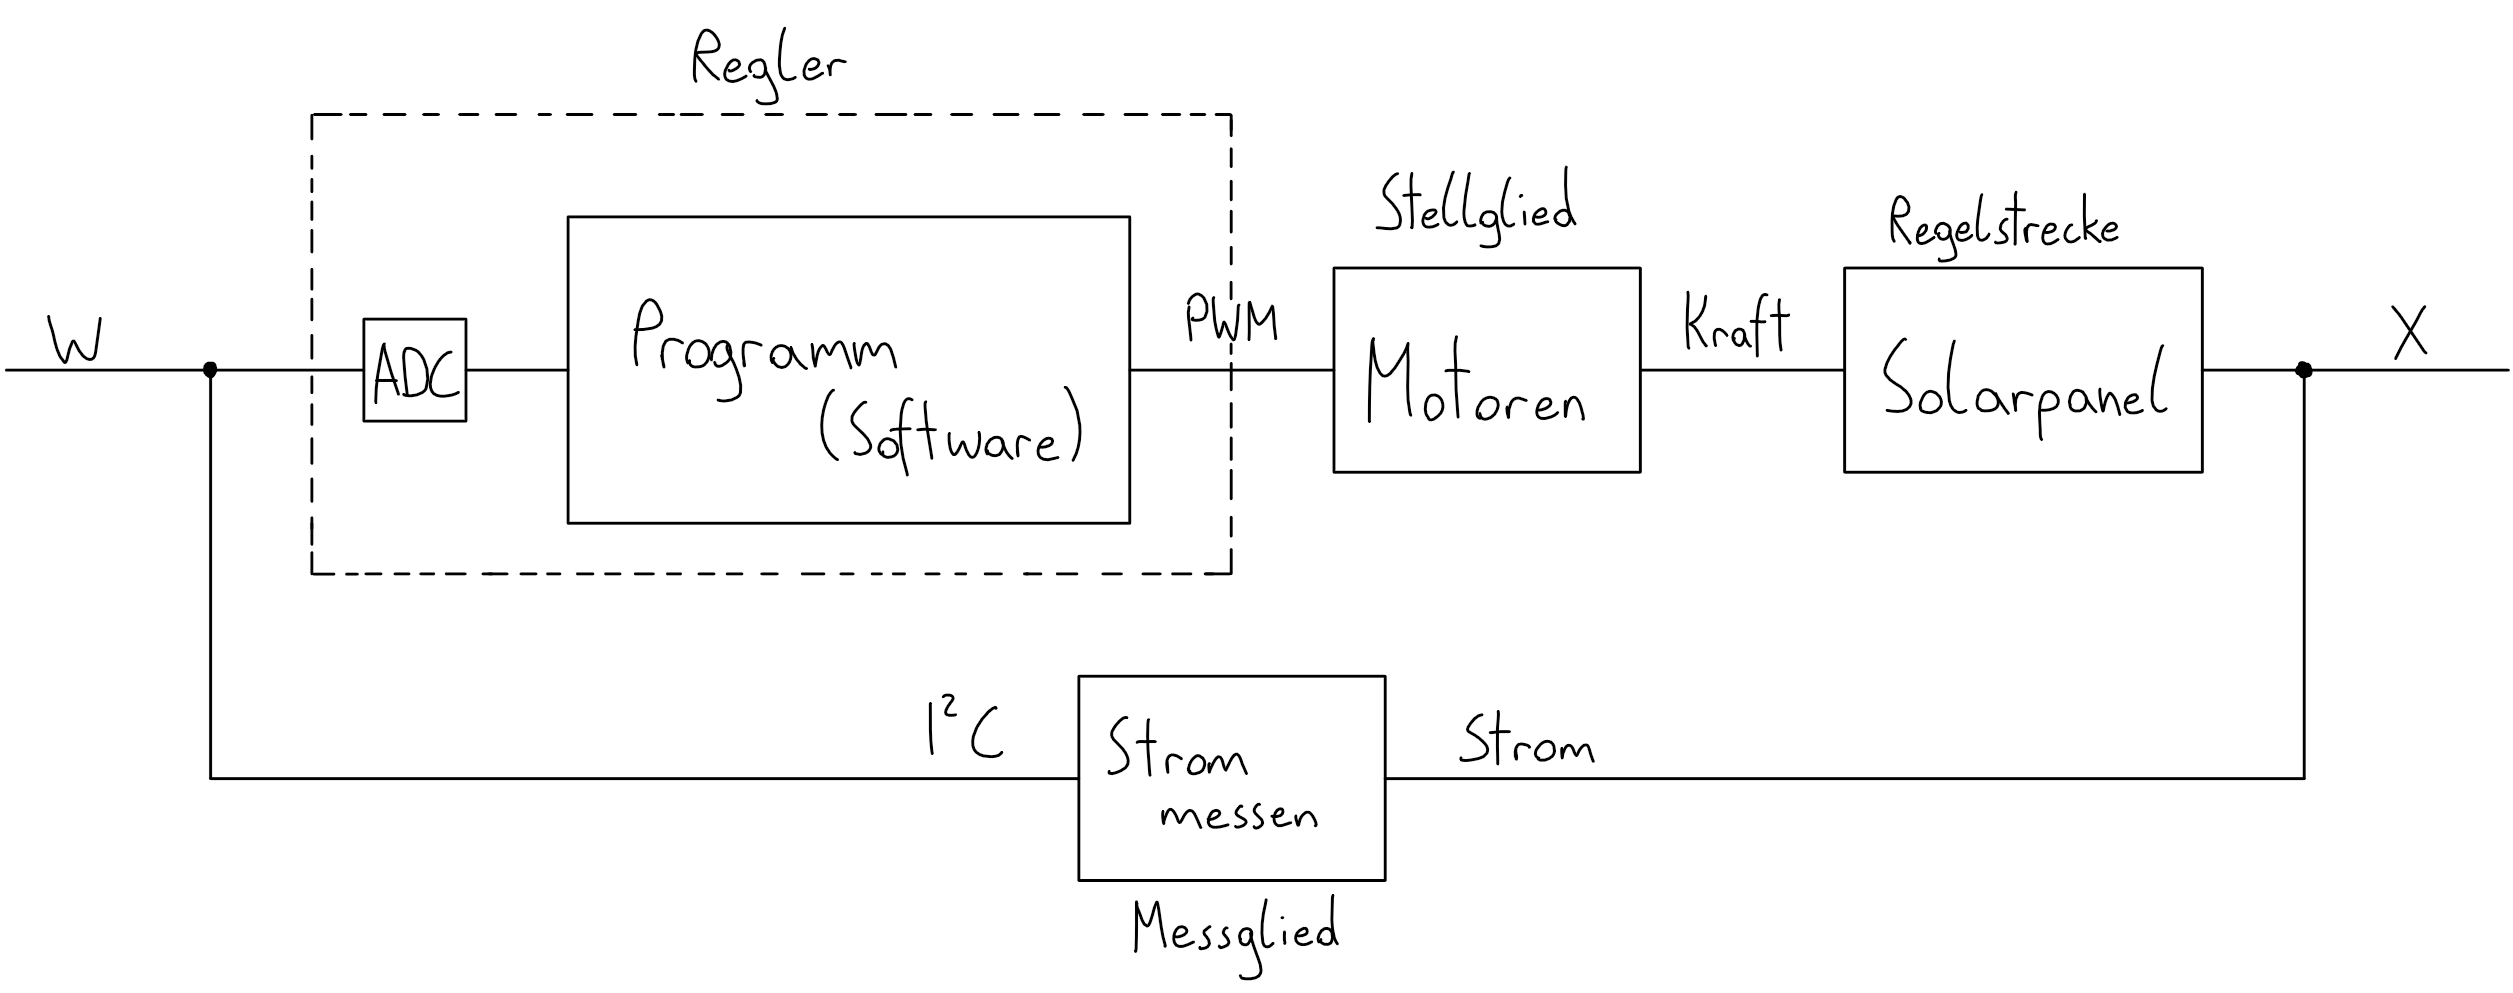 Regler
Stellglied
Regelstrecke
W
ADC
Programm
(Software)
PWM
Motoren
Kraft
Solarpanel
X
I²C
Strom
messen
Strom
Messglied